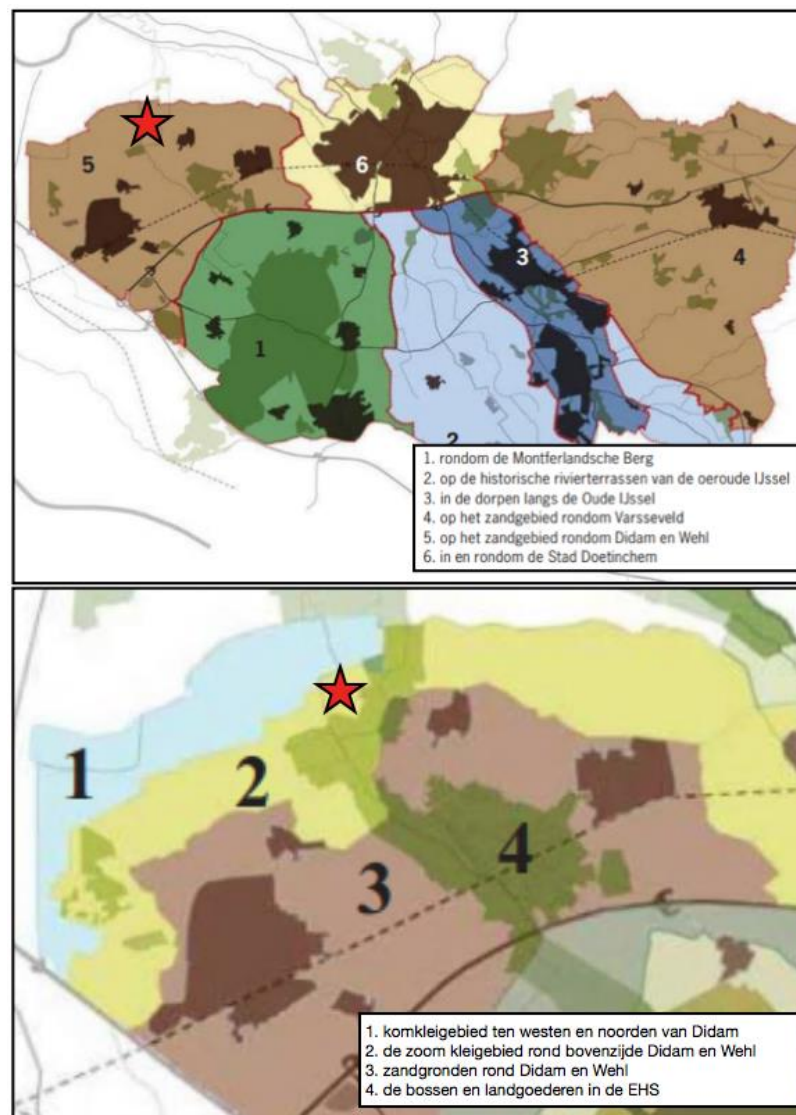 5
6
3
4
1
2
1. rondom de Montferlandsche Berg
2. op de historische rivierterrassen van de oeroude IJssel
3. in de dorpen langs de Oude IJssel
4. op het zandgebied rondom Varsseveld
5. op het zandgebied rondom Didam en Wehl
6. in en rondom de Stad Doetinchem
1
2
3
4
1. komkleigebied ten westen en noorden van Didam
2. de zoom kleigebied rond bovenzijde Didam en Wehl
3. zandgronden rond Didam en Wehl
4. de bossen en landgoederen in de EHS